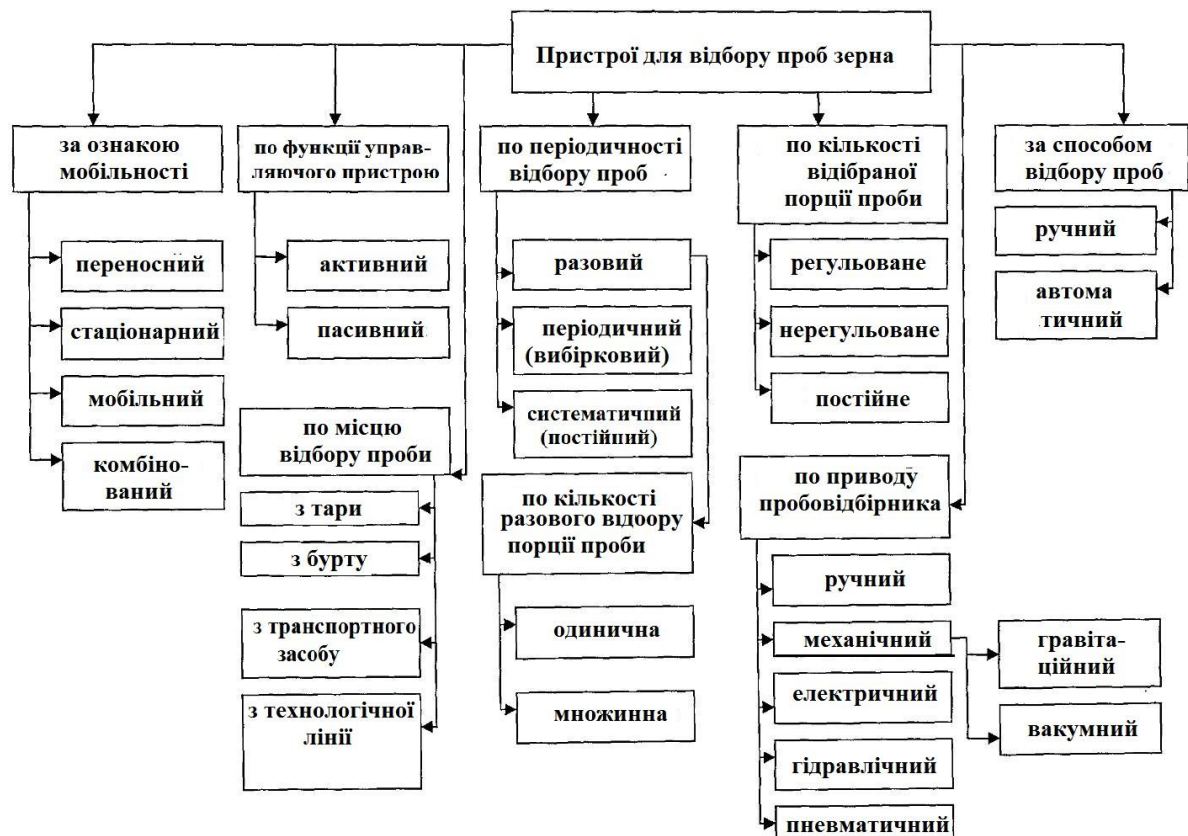 Пристрої для відбору проб зерна
за ознакою
мобільності
переносний
стаціонарний
мобільний
комбіно-
ваний
по функції управ-
ляючого пристрою
активний
пасивний
по місцю
відбору проби
з тари
з бурту
з транспортного
засобу
з технологічної
лінії
по періодичності
відбору проб
разовий
періодичний
(вибірковий)
систематичпий
(постійпий)
по кількості
разового відоору
порції проби
одинична
множинна
по кількості
відібраної
порції проби
регульоване
нерегульоване
постійне
по приводу
пробовідбірника
ручний
механічний
електричний
гідравлічний
пневматичний
гравіта-
ційний
вакумний
за способом
відбору проб
ручний
автома
тичний